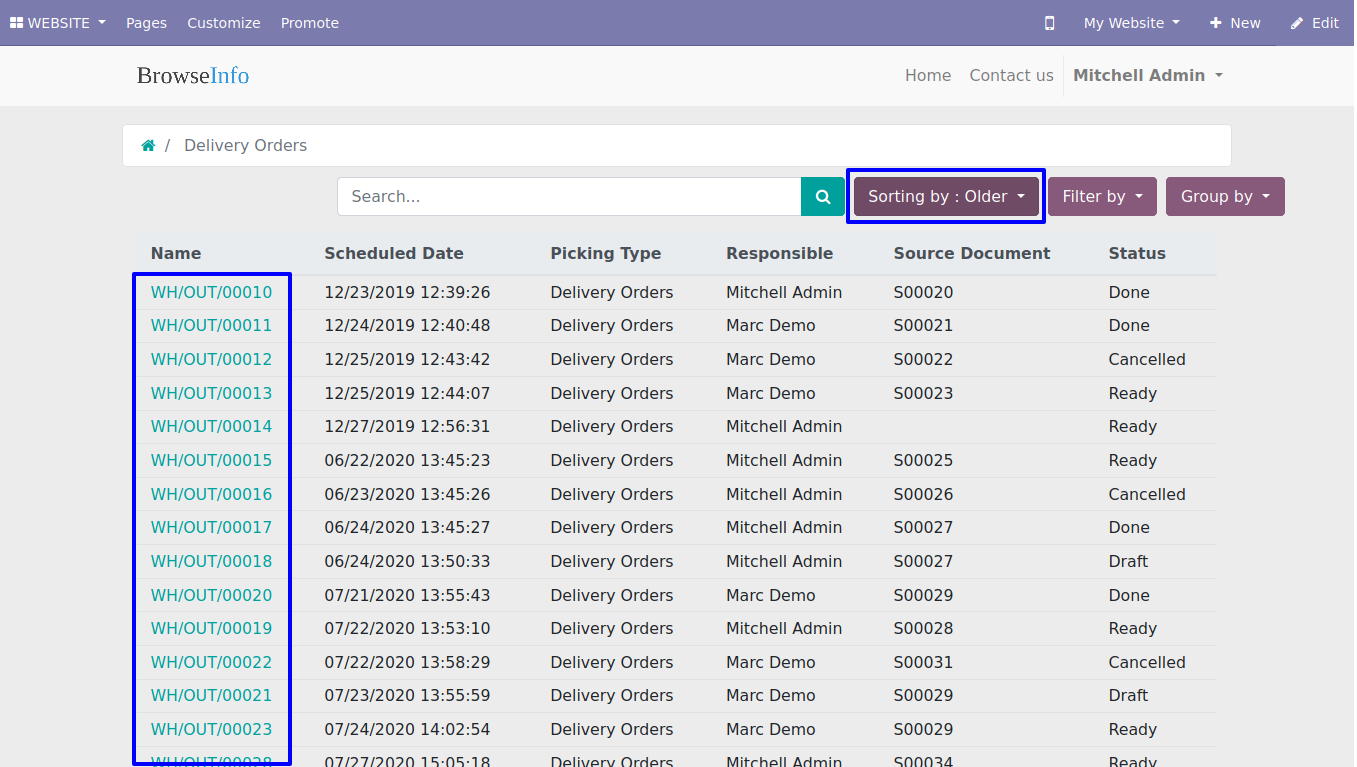 WEBSITE Pages Customize Promote My Website New Edit
BrowseInfo Home Contact us Mitchell Admin
/ Delivery Orders
Search... Sorting by : Older Filter by Group by
Name Scheduled Date Picking Type Responsible Source Document Status
WH/OUT/00010 12/23/2019 12:39:26 Delivery Orders Mitchell Admin S00020 Done
WH/OUT/00011 12/24/2019 12:40:48 Delivery Orders Marc Demo S00021 Done
WH/OUT/00012 12/25/2019 12:43:42 Delivery Orders Marc Demo S00022 Cancelled
WH/OUT/00013 12/25/2019 12:44:07 Delivery Orders Marc Demo S00023 Ready
WH/OUT/00014 12/27/2019 12:56:31 Delivery Orders Mitchell Admin Ready
WH/OUT/00015 06/22/2020 13:45:23 Delivery Orders Mitchell Admin S00025 Ready
WH/OUT/00016 06/23/2020 13:45:26 Delivery Orders Mitchell Admin S00026 Cancelled
WH/OUT/00017 06/24/2020 13:45:27 Delivery Orders Mitchell Admin S00027 Done
WH/OUT/00018 06/24/2020 13:50:33 Delivery Orders Mitchell Admin S00027 Draft
WH/OUT/00020 07/21/2020 13:55:43 Delivery Orders Marc Demo S00029 Done
WH/OUT/00019 07/22/2020 13:53:10 Delivery Orders Mitchell Admin S00028 Ready
WH/OUT/00022 07/22/2020 13:58:29 Delivery Orders Marc Demo S00031 Cancelled
WH/OUT/00021 07/23/2020 13:55:59 Delivery Orders Marc Demo S00029 Draft
WH/OUT/00023 07/24/2020 14:02:54 Delivery Orders Marc Demo S00029 Ready
WH/OUT/00028 07/27/2020 15:05:18 Delivery Orders Marc Demo S00034 Ready